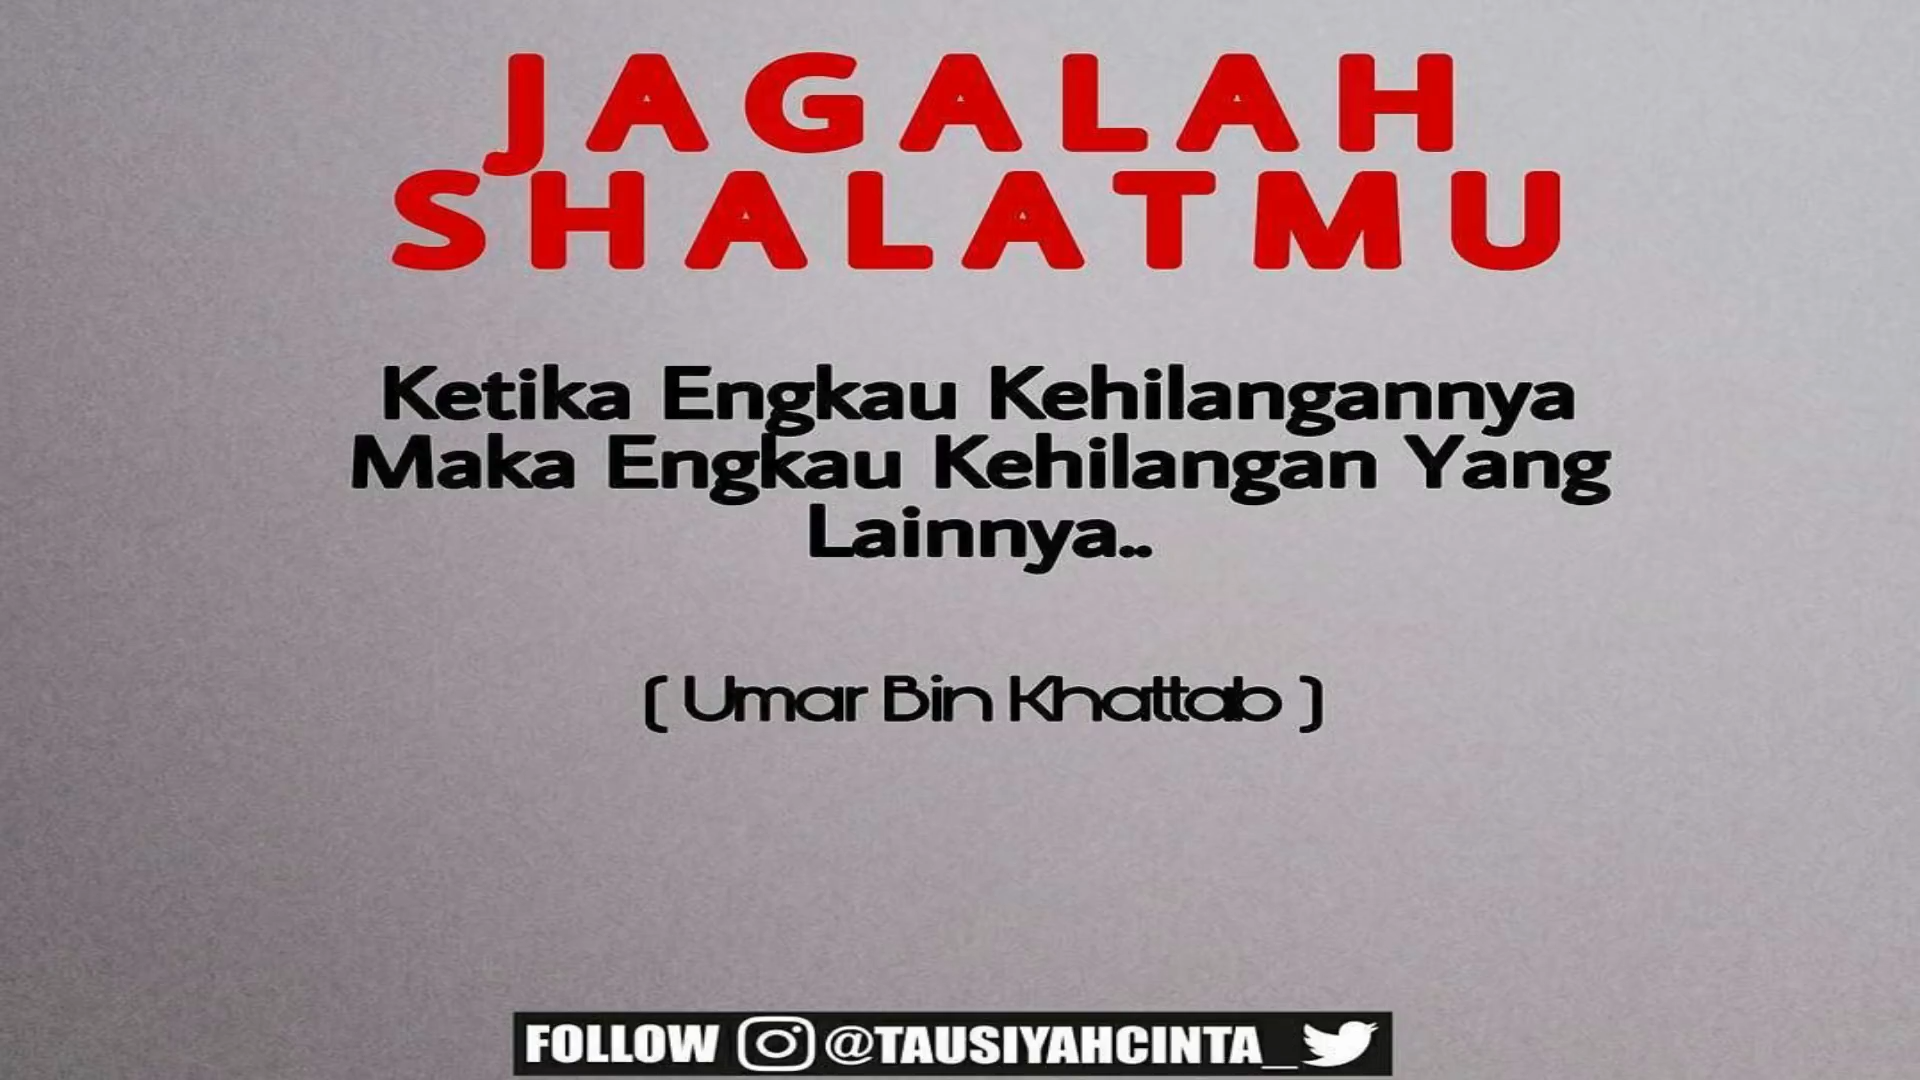 JAGALAH
SHALATMU
Ketika Engkau Kehilangannya
Maka Engkau Kehilangan Yang
Lainnya..
( Umar Bin Khattab )
FOLLOW @TAUSIYAHCINTA_